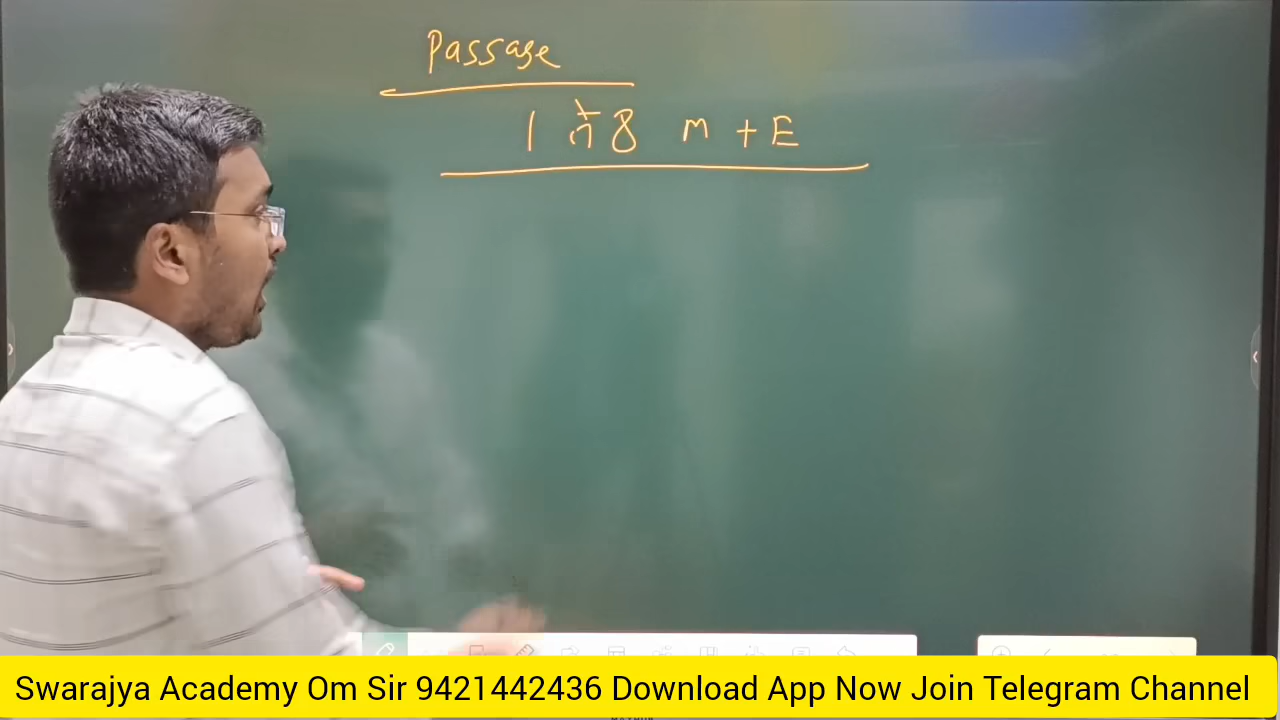 Passage
1 ते 8 M + E
Swarajya Academy Om Sir 9421442436 Download App Now Join Telegram Channel